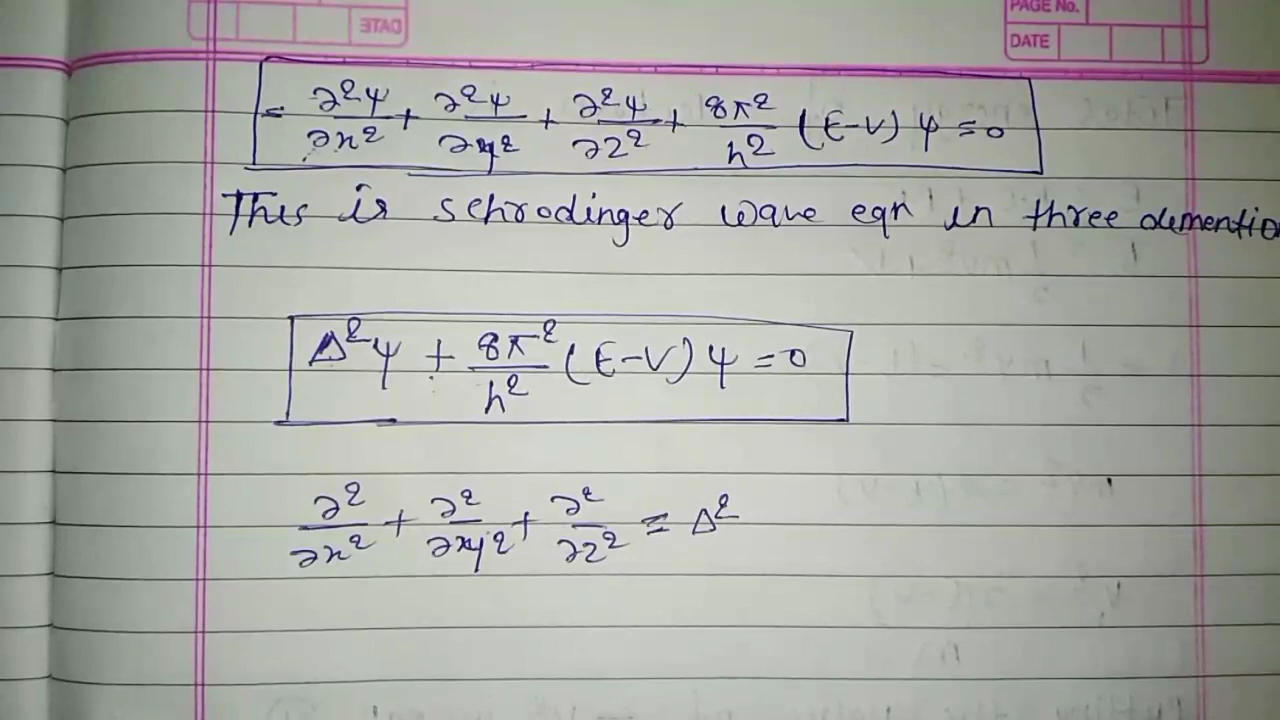 DATE
PAGE No.
DATE
= ∂²ψ/∂x² + ∂²ψ/∂y² + ∂²ψ/∂z² + 8π²/h² (E-V) ψ = 0
This is schrodinger wave eqn in three dimentio
Δ²ψ + 8π²/h² (E-V) ψ = 0
∂²/∂x² + ∂²/∂y² + ∂²/∂z² = Δ²